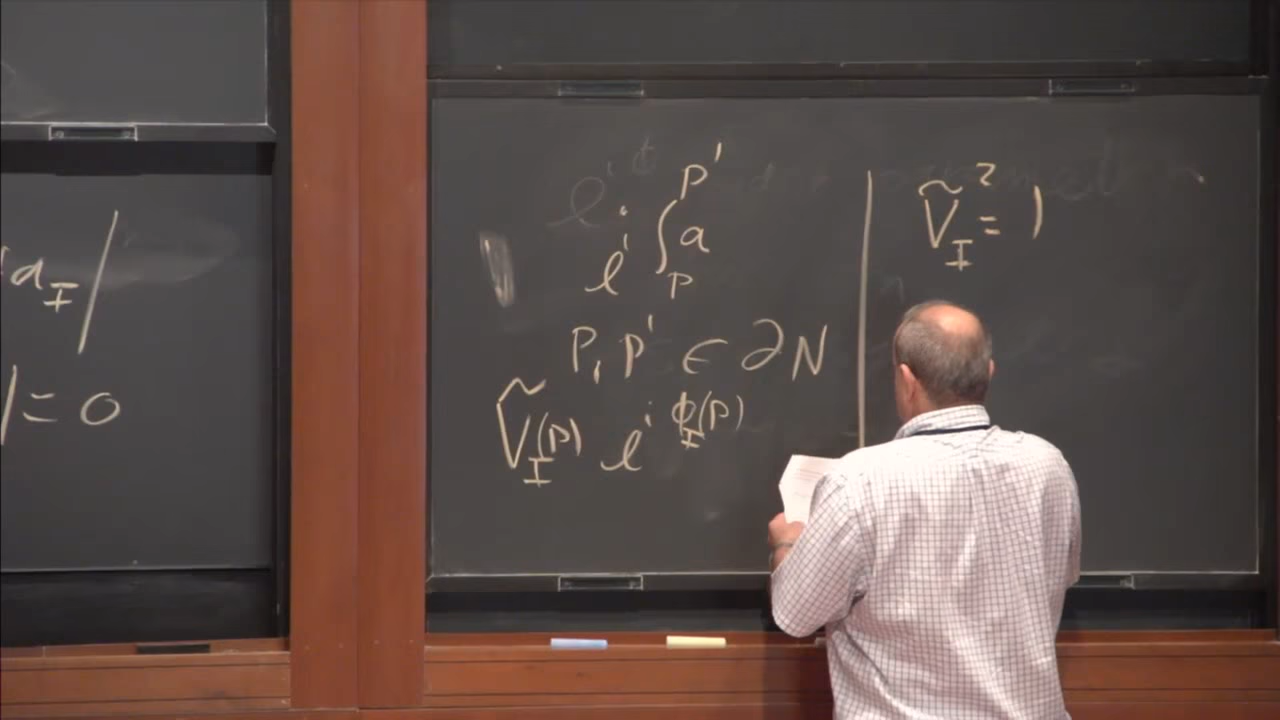 a_I |
| = 0
e^{i ∫_P^{P'} a}
P, P' ∈ ∂N
Ṽ_I(P) e^{i ϕ_I(P)}
Ṽ_I^2 = 1